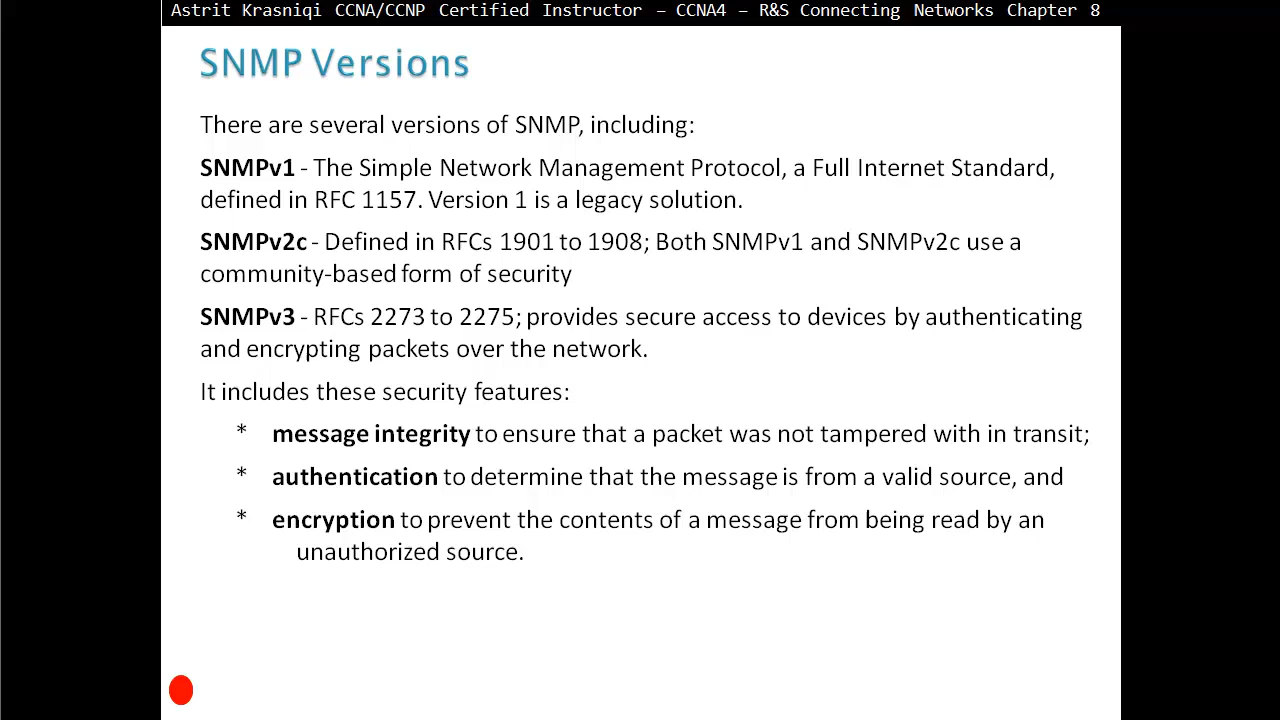 Astrit Krasniqi CCNA/CCNP Certified Instructor – CCNA4 – R&S Connecting Networks Chapter 8
SNMP Versions
There are several versions of SNMP, including:
SNMPv1 - The Simple Network Management Protocol, a Full Internet Standard,
defined in RFC 1157. Version 1 is a legacy solution.
SNMPv2c - Defined in RFCs 1901 to 1908; Both SNMPv1 and SNMPv2c use a
community-based form of security
SNMPv3 - RFCs 2273 to 2275; provides secure access to devices by authenticating
and encrypting packets over the network.
It includes these security features:
* message integrity to ensure that a packet was not tampered with in transit;
* authentication to determine that the message is from a valid source, and
* encryption to prevent the contents of a message from being read by an
unauthorized source.